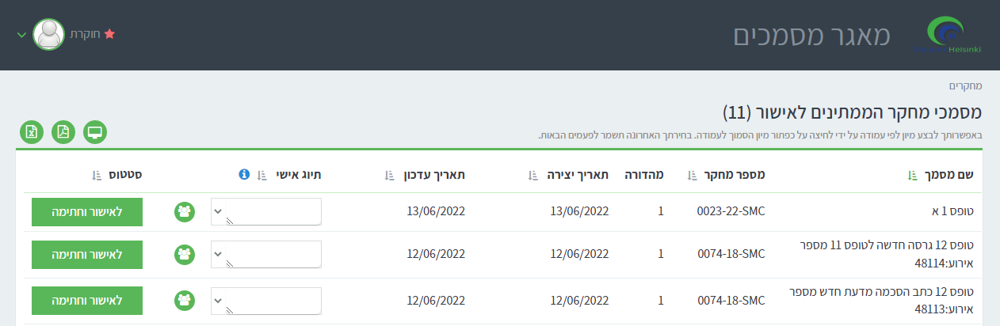 מאגר מסמכים
Helsinki
חוקרת
מחקרים
מסמכי מחקר הממתינים לאישור (11)
באפשרותך לבצע מיון לפי עמודה על ידי לחיצה על כפתור מיון הסמוך לעמודה. בחירתך האחרונה תשמר לפעמים הבאות.
שם מסמך מספר מחקר מהדורה תאריך יצירה תאריך עדכון תיוג אישי סטטוס
טופס 1 א 0023-22-SMC 1 13/06/2022 13/06/2022 לאישור וחתימה
טופס 12 גרסה חדשה לטופס 11 מספר
אירוע:48114 0074-18-SMC 1 12/06/2022 12/06/2022 לאישור וחתימה
טופס 12 כתב הסכמה מדעת חדש מספר
אירוע:48113 0074-18-SMC 1 12/06/2022 12/06/2022 לאישור וחתימה